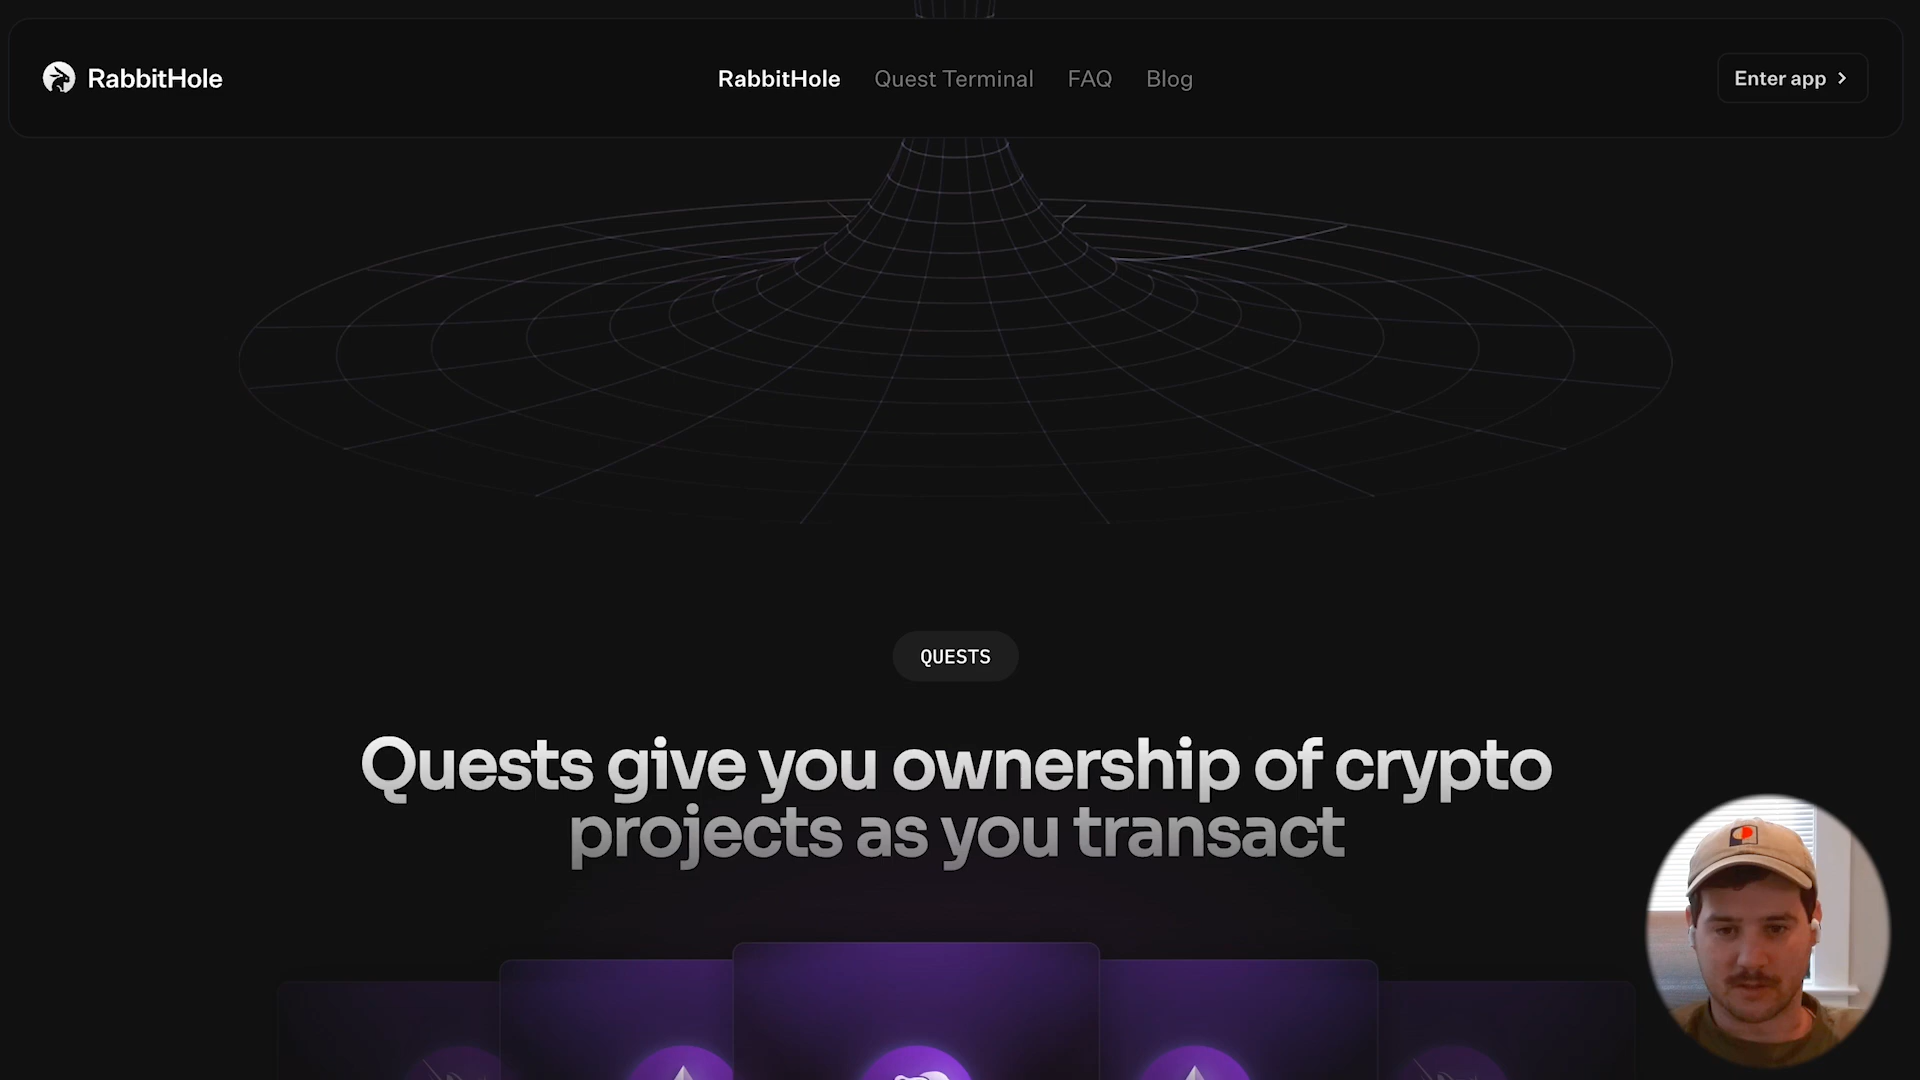 RabbitHole
RabbitHole
Quest Terminal
FAQ
Blog
Enter app
QUESTS
Quests give you ownership of crypto
projects as you transact